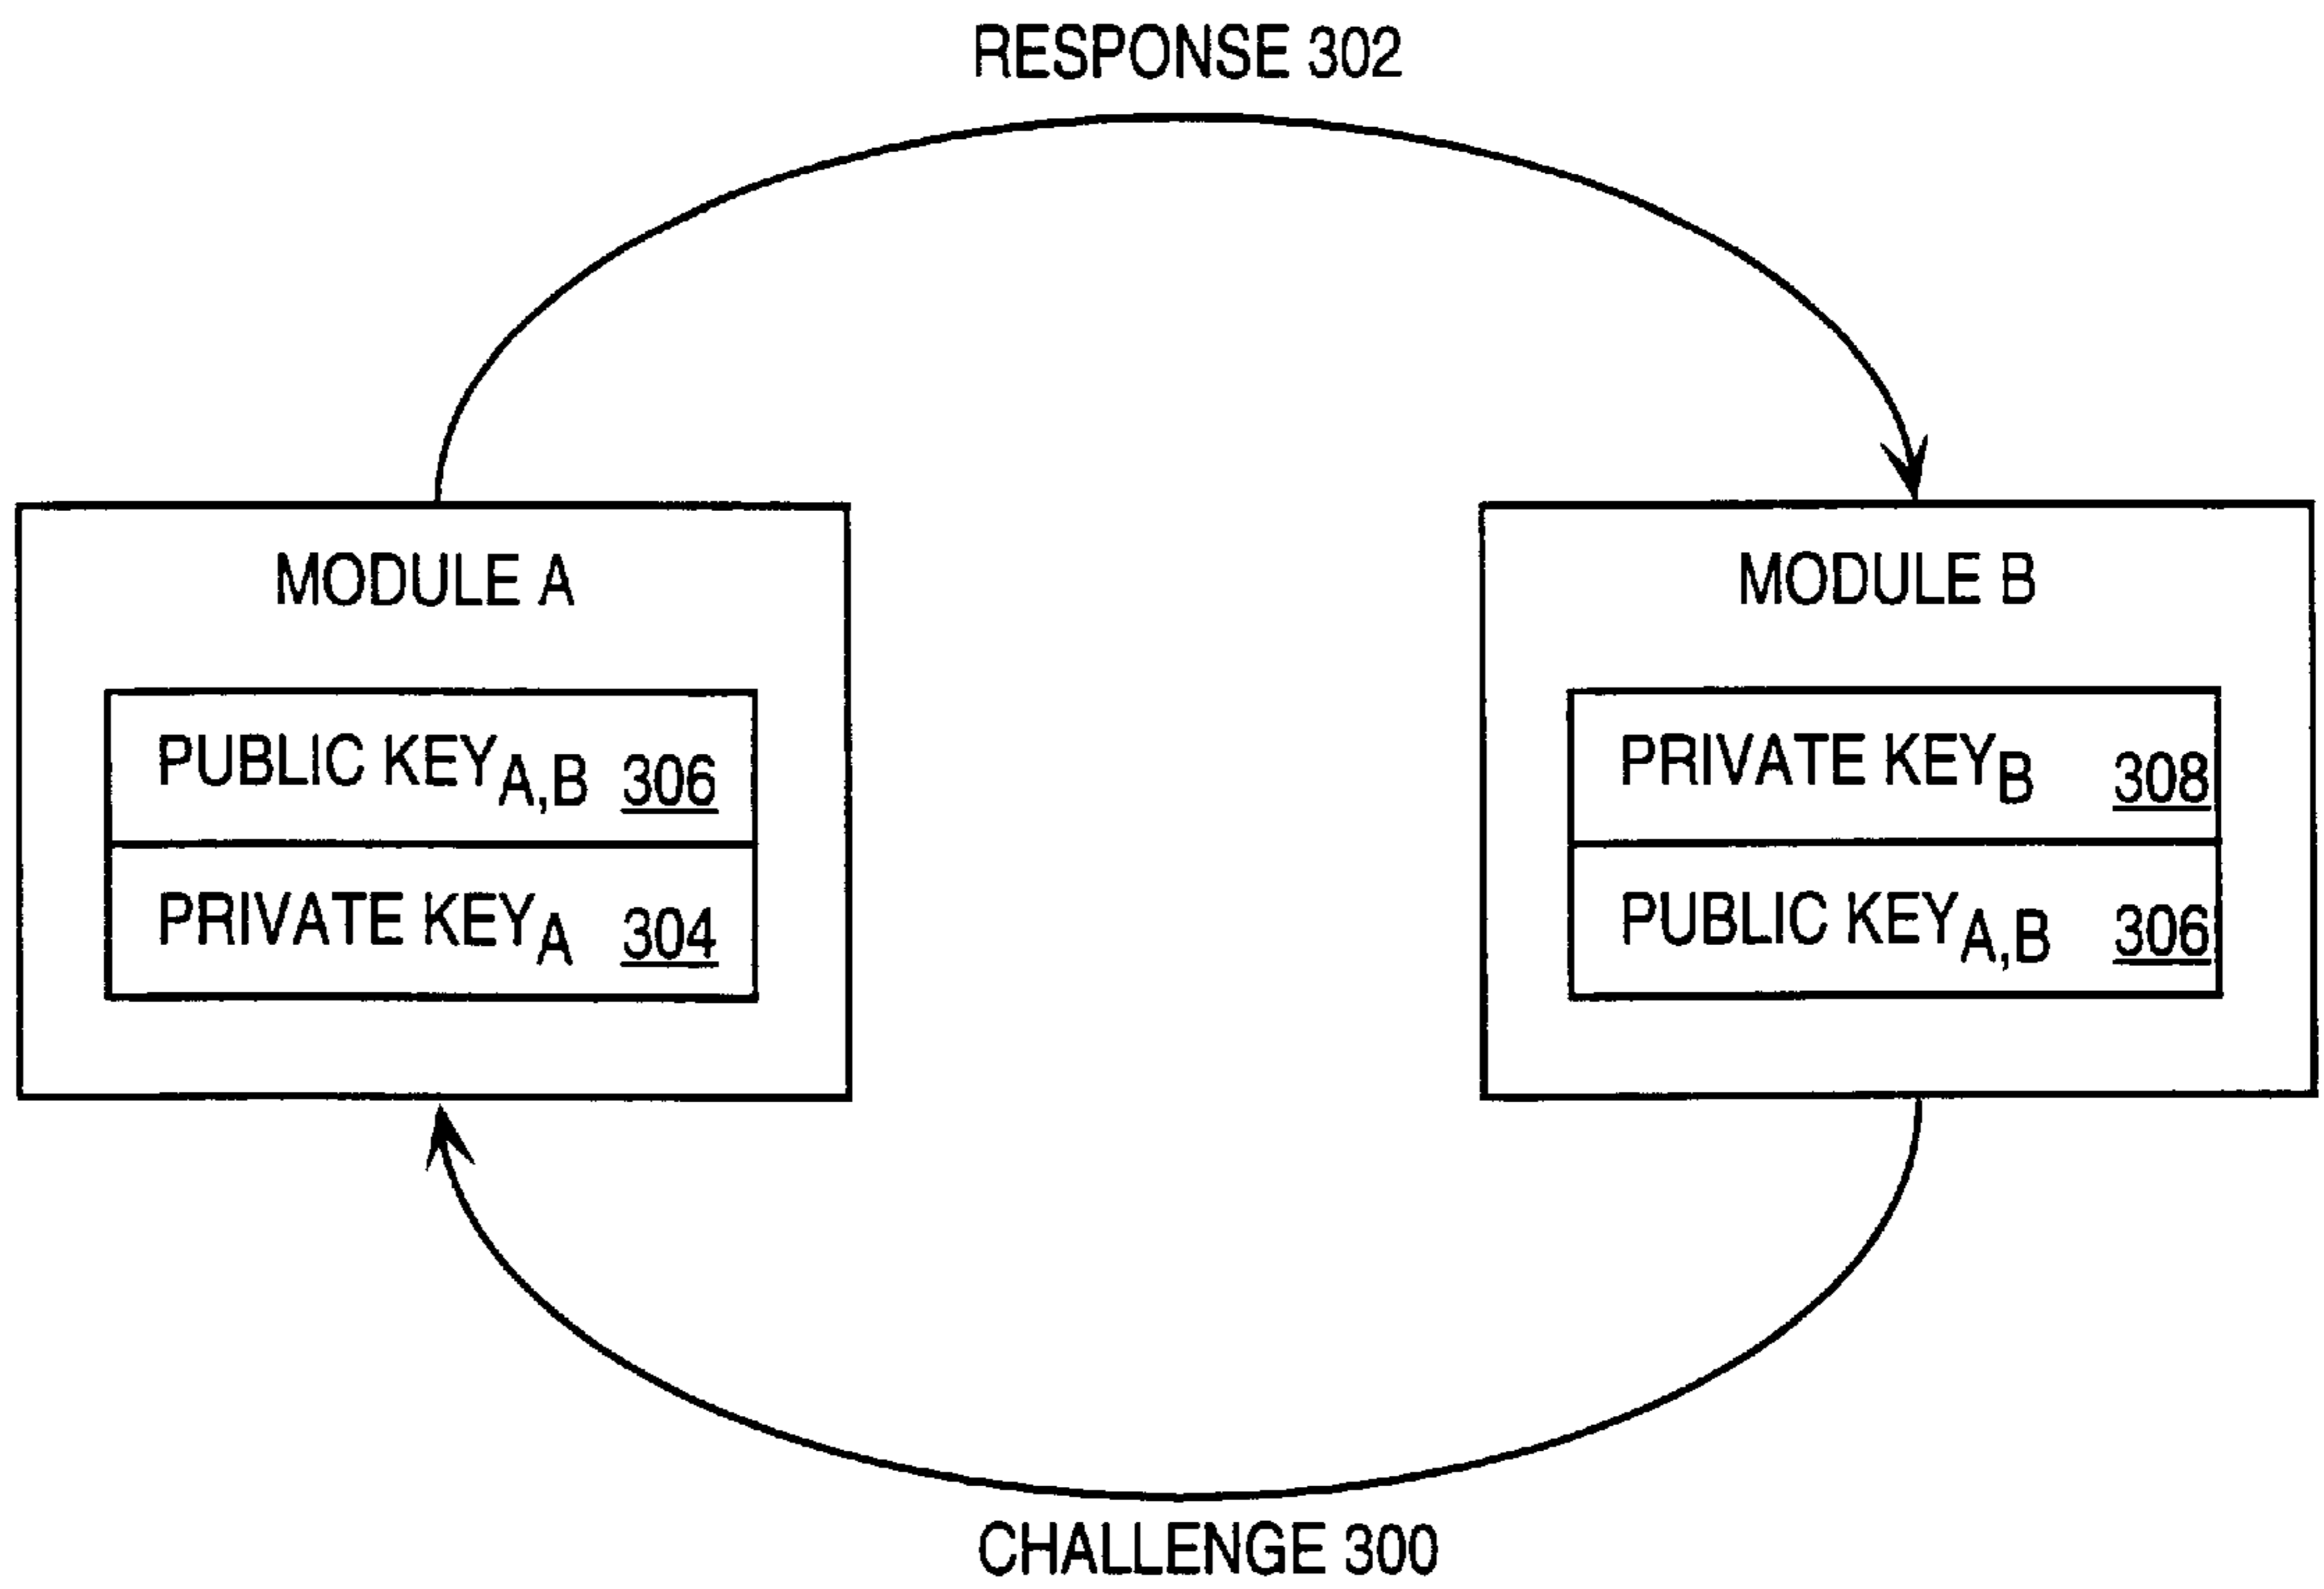 RESPONSE 302
MODULE A
PUBLIC KEYA,B 306
PRIVATE KEYA 304
MODULE B
PRIVATE KEYB 308
PUBLIC KEYA,B 306
CHALLENGE 300